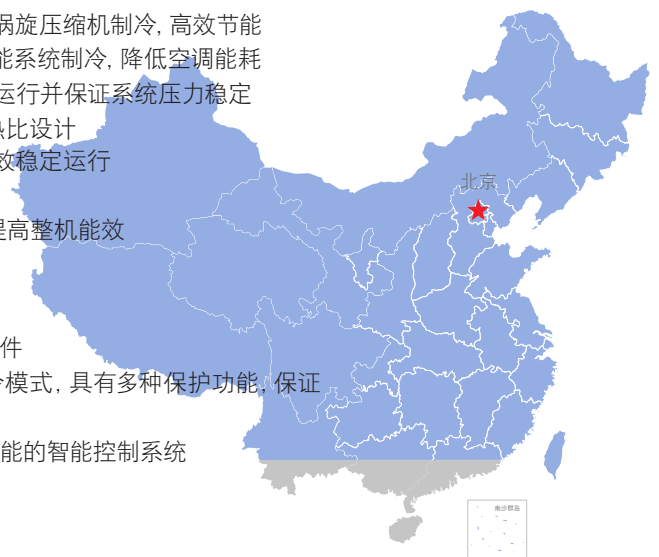 涡旋压缩机制冷, 高效节能
能系统制冷, 降低空调能耗
运行并保证系统压力稳定
热比设计
效稳定运行
北京
提高整机能效
件
模式, 具有多种保护功能, 保证
能的智能控制系统
南沙群岛